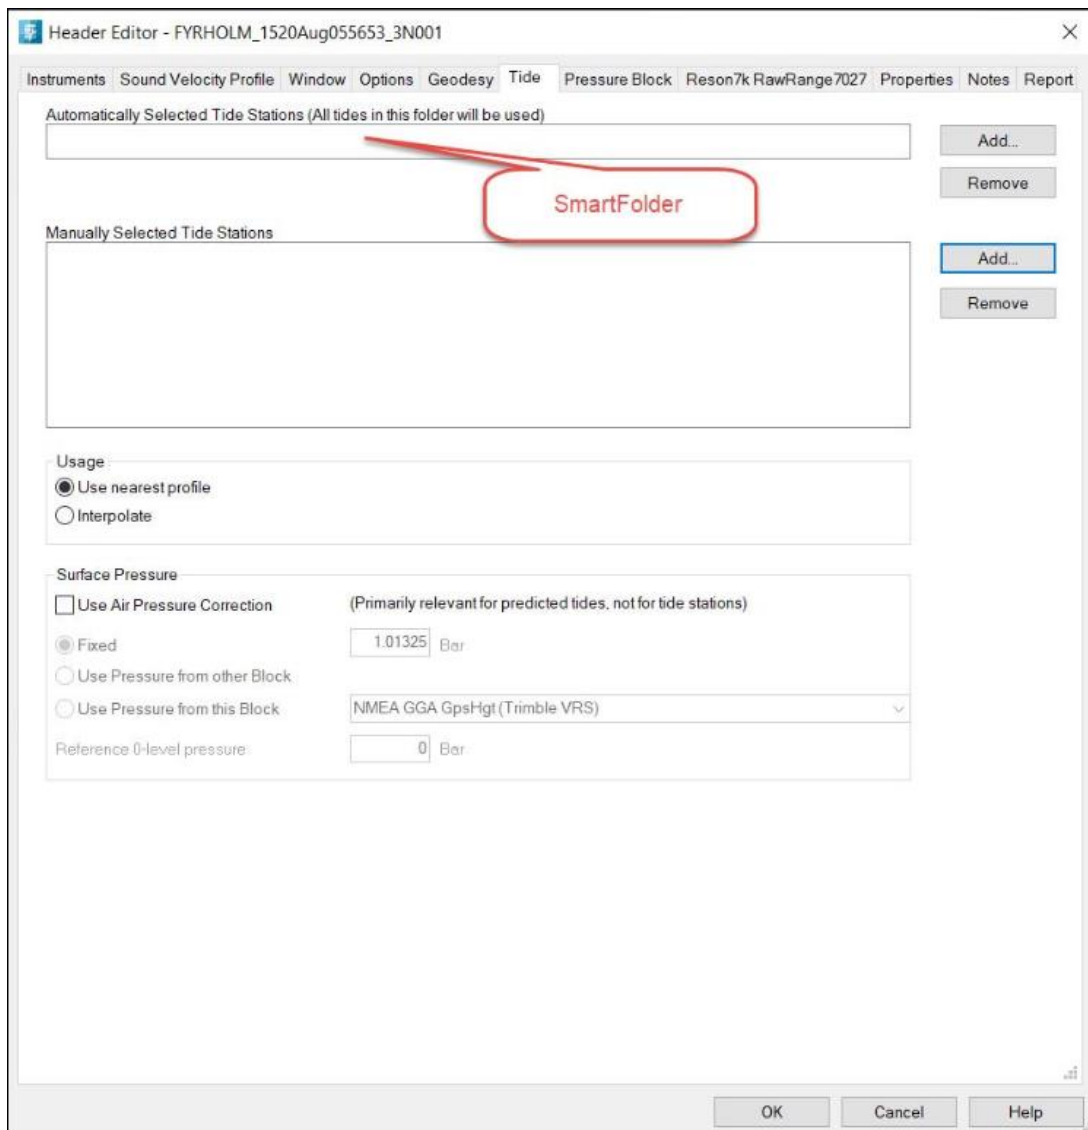 Header Editor - FYRHOLM_1520Aug055653_3N001
Instruments Sound Velocity Profile Window Options Geodesy Tide Pressure Block Reson7k RawRange7027 Properties Notes Report
Automatically Selected Tide Stations (All tides in this folder will be used)
Add...
SmartFolder
Remove
Manually Selected Tide Stations
Add...
Remove
Usage
Use nearest profile
Interpolate
Surface Pressure
Use Air Pressure Correction (Primarily relevant for predicted tides, not for tide stations)
Fixed 1.01325 Bar
Use Pressure from other Block
Use Pressure from this Block NMEA GGA GpsHgt (Trimble VRS)
Reference 0-level pressure 0 Bar
OK Cancel Help